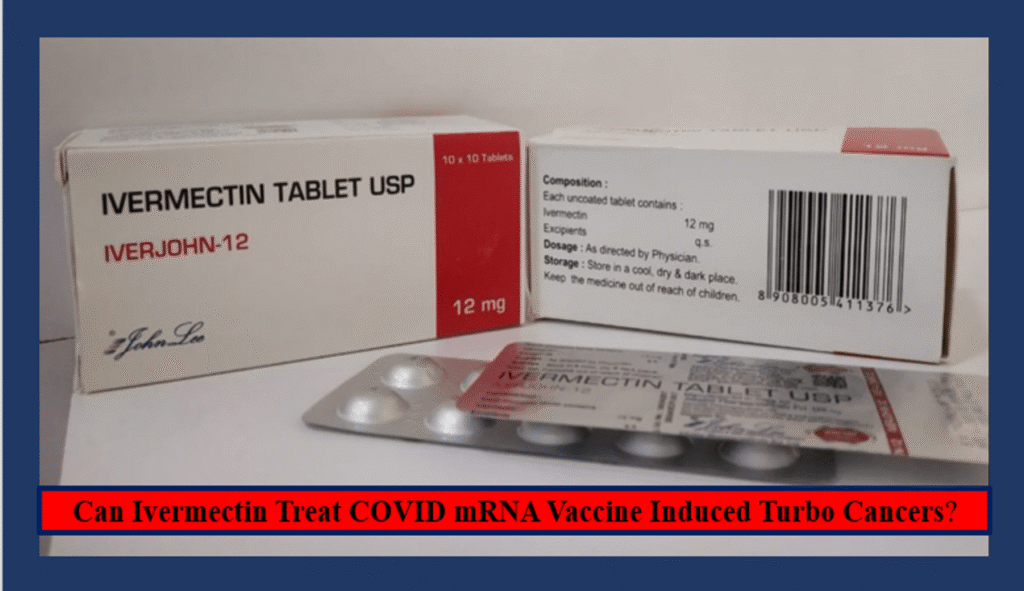 10 x 10 Tablets
IVERMECTIN TABLET USP
IVERJOHN-12
12 mg
John Lee
Composition :
Each uncoated tablet contains :
Ivermectin 12 mg
Excipients q.s.
Dosage : As directed by Physician.
Storage : Store in a cool, dry & dark place.
Keep the medicine out of reach of children.
8 908005 411376 >
IVERMECTIN TABLET USP
IVERJOHN-12
Can Ivermectin Treat COVID mRNA Vaccine Induced Turbo Cancers?